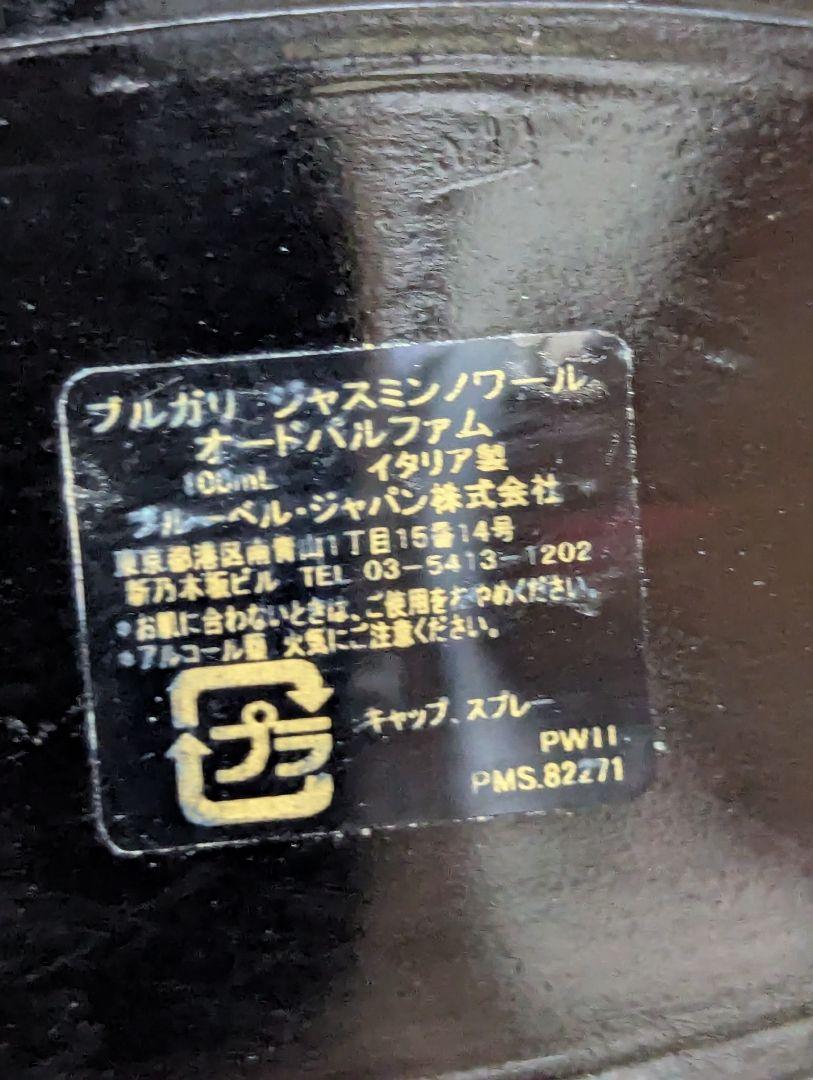 ブルガリ ジャスミンノワール
オードパルファム
100mL イタリア製
ブルーベル・ジャパン株式会社
東京都港区南青山1丁目15番14号
新乃木坂ビル TEL 03-5413-1202
•お肌に合わないときは、ご使用をおやめください。
•アルコール類 火気にご注意ください。
プラ
キャップ、スプレー
PW11
PMS.82271